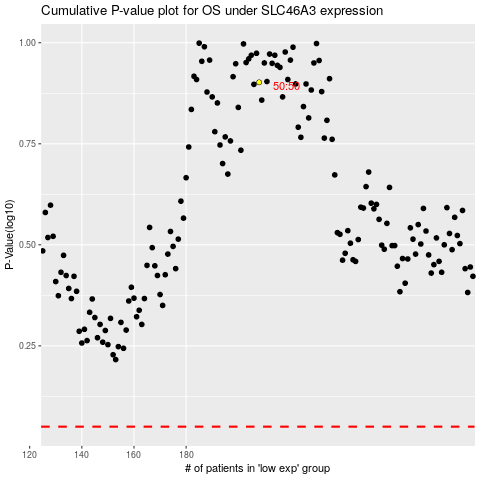 Cumulative P-value plot for OS under SLC46A3 expression
P-Value(log10)
1.00
0.75
0.50
0.25
50:50
120 140 160 180
# of patients in 'low exp' group